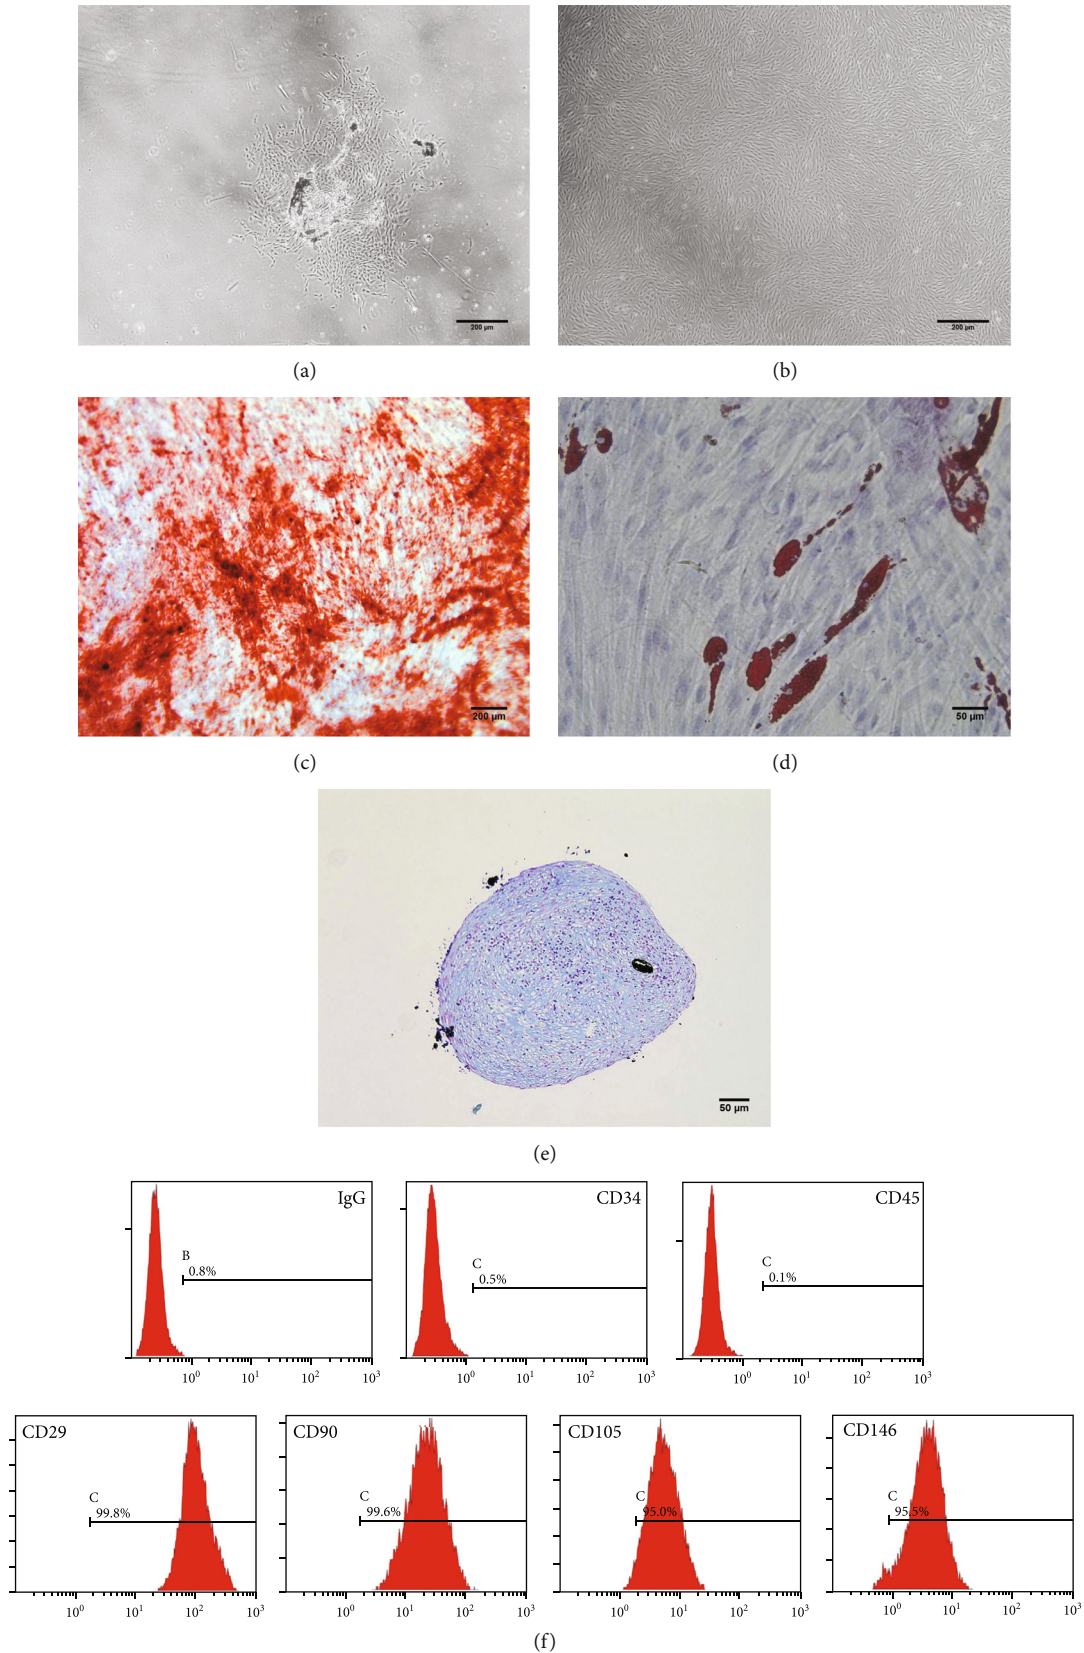 200 µm
200 µm
(a)
(b)
200 µm
50 µm
(c)
(d)
50 µm
(e)
IgG
CD34
CD45
B
0.8%
C
0.5%
C
0.1%
10⁰ 10¹ 10² 10³
10⁰ 10¹ 10² 10³
10⁰ 10¹ 10² 10³
CD29
CD90
CD105
CD146
C
99.8%
C
99.6%
C
95.0%
C
95.5%
10⁰ 10¹ 10² 10³
10⁰ 10¹ 10² 10³
10⁰ 10¹ 10² 10³
10⁰ 10¹ 10² 10³
(f)